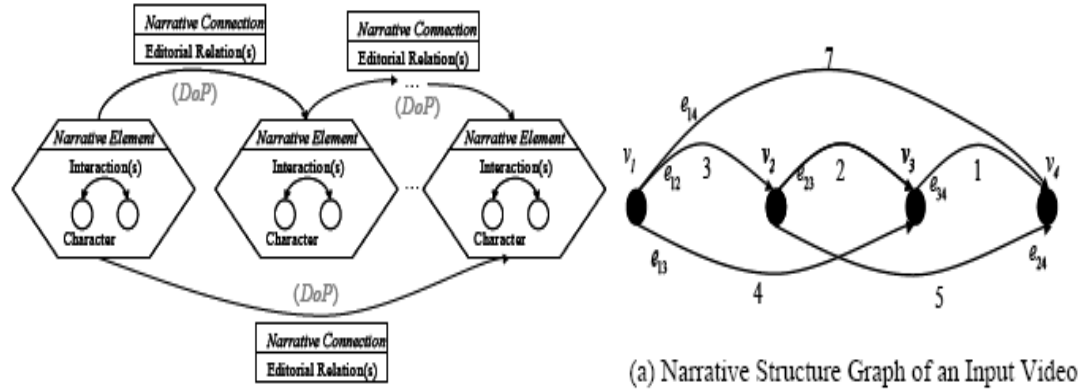 Narrative Connection
Editorial Relation(s)
(DoP)
Narrative Connection
Editorial Relation(s)
...
(DoP)
Narrative Element
Interaction(s)
Character
Narrative Element
Interaction(s)
Character
...
Narrative Element
Interaction(s)
Character
(DoP)
Narrative Connection
Editorial Relation(s)
7
e14
v1
e12
3
v2
e23
2
v3
e34
1
v4
e13
4
5
e24
(a) Narrative Structure Graph of an Input Video